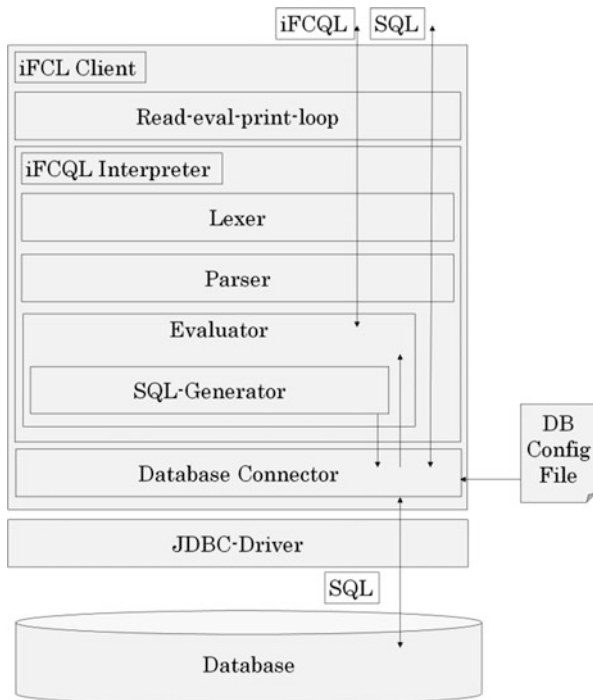 iFCQL
SQL
iFCL Client
Read-eval-print-loop
iFCQL Interpreter
Lexer
Parser
Evaluator
SQL-Generator
DB
Config
File
Database Connector
JDBC-Driver
SQL
Database